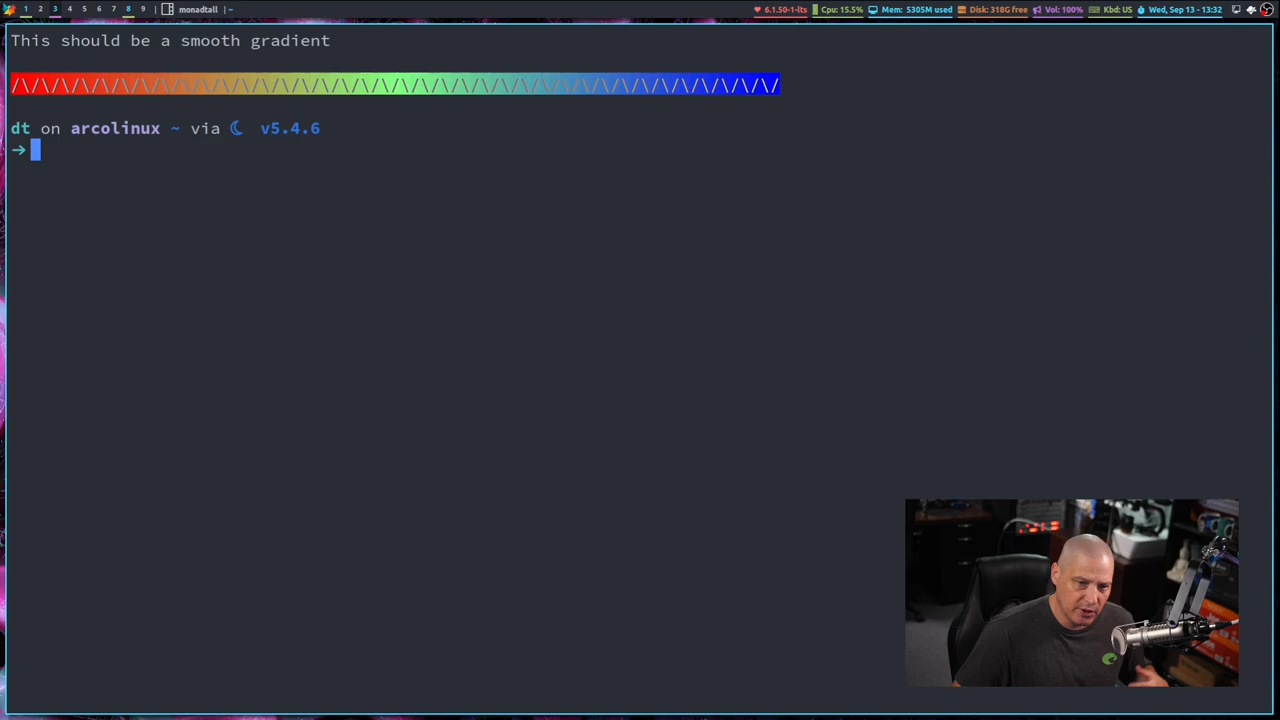 1 2 3 4 5 6 7 8 9 | monadtall | ~ 6.1.50-1-lts Cpu: 15.5% Mem: 5305M used Disk: 318G free Vol: 100% Kbd: US Wed, Sep 13 - 13:32
This should be a smooth gradient
/\/\/\/\/\/\/\/\/\/\/\/\/\/\/\/\/\/\/\/\/\/\/\/\/\/\/\/\/\/\/\/\/\/\/\/\/\/\/
dt on arcolinux ~ via v5.4.6
→